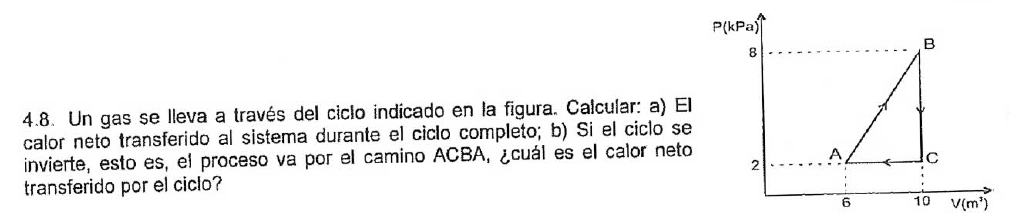 4.8. Un gas se lleva a través del ciclo indicado en la figura. Calcular: a) El
calor neto transferido al sistema durante el ciclo completo; b) Si el ciclo se
invierte, esto es, el proceso va por el camino ACBA, ¿cuál es el calor neto
transferido por el ciclo?
P(kPa)
8
B
A
C
2
6
10
V(m³)